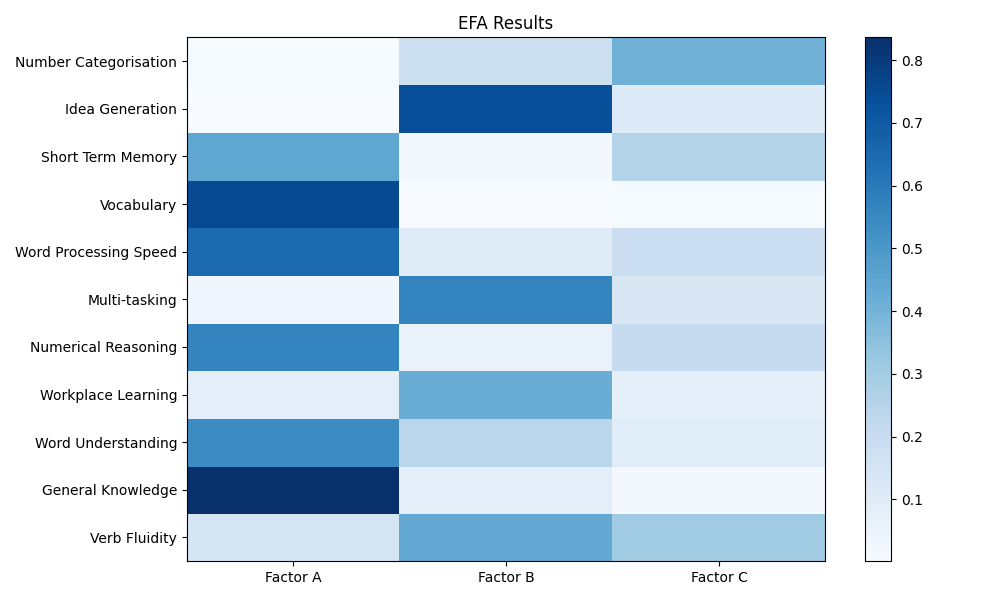 EFA Results
Number Categorisation
Idea Generation
Short Term Memory
Vocabulary
Word Processing Speed
Multi-tasking
Numerical Reasoning
Workplace Learning
Word Understanding
General Knowledge
Verb Fluidity
Factor A
Factor B
Factor C
0.8
0.7
0.6
0.5
0.4
0.3
0.2
0.1